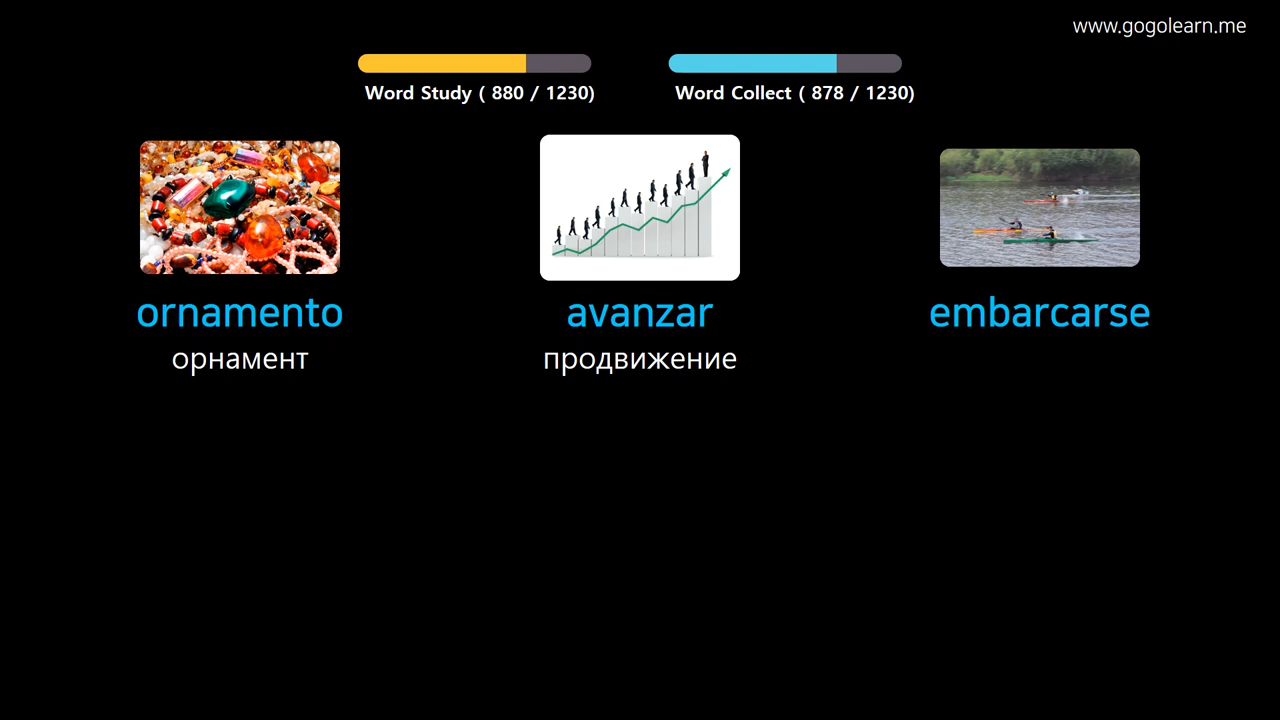 www.gogolearn.me
Word Study ( 880 / 1230)
Word Collect ( 878 / 1230)
ornamento
avanzar
embarcarse
орнамент
продвижение